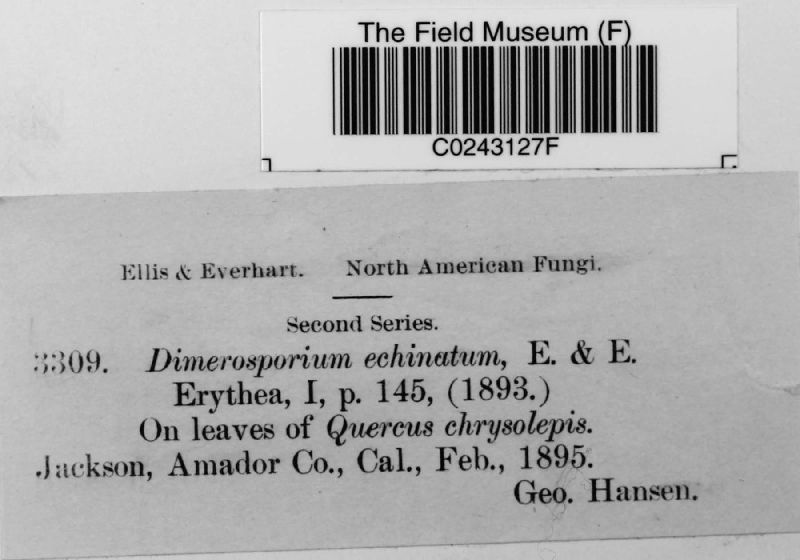 The Field Museum (F)
C0243127F
Ellis & Everhart. North American Fungi.
Second Series.
3309. Dimerosporium echinatum, E. & E.
Erythea, I, p. 145, (1893.)
On leaves of Quercus chrysolepis.
Jackson, Amador Co., Cal., Feb., 1895.
Geo. Hansen.